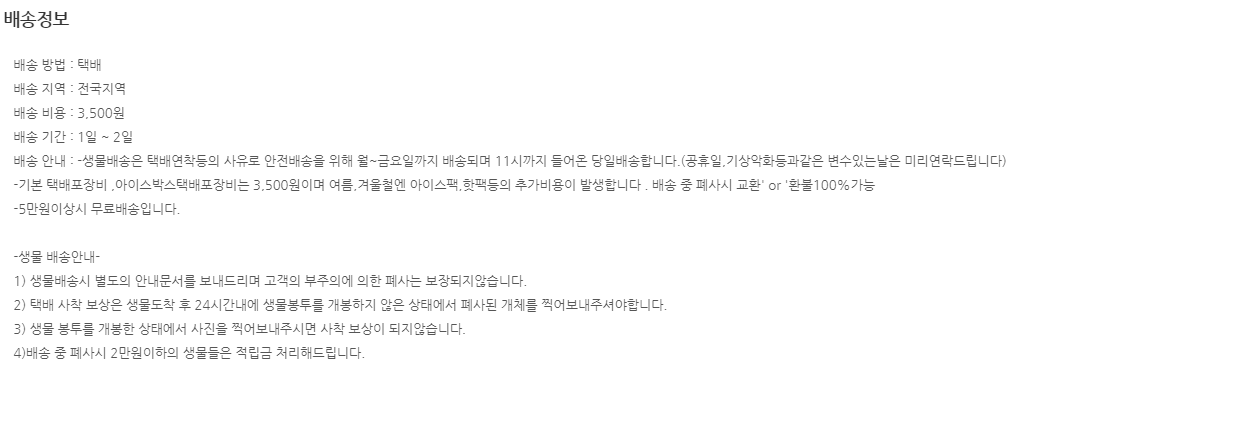 배송정보
배송 방법 : 택배
배송 지역 : 전국지역
배송 비용 : 3,500원
배송 기간 : 1일 ~ 2일
배송 안내 : -생물배송은 택배연착등의 사유로 안전배송을 위해 월~금요일까지 배송되며 11시까지 들어온 당일배송합니다.(공휴일,기상악화등과같은 변수있는날은 미리연락드립니다)
-기본 택배포장비 ,아이스박스택배포장비는 3,500원이며 여름,겨울철엔 아이스팩,핫팩등의 추가비용이 발생합니다 . 배송 중 폐사시 교환' or '환불100%가능
-5만원이상시 무료배송입니다.
-생물 배송안내-
1) 생물배송시 별도의 안내문서를 보내드리며 고객의 부주의에 의한 폐사는 보장되지않습니다.
2) 택배 사착 보상은 생물도착 후 24시간내에 생물봉투를 개봉하지 않은 상태에서 폐사된 개체를 찍어보내주셔야합니다.
3) 생물 봉투를 개봉한 상태에서 사진을 찍어보내주시면 사착 보상이 되지않습니다.
4)배송 중 폐사시 2만원이하의 생물들은 적립금 처리해드립니다.